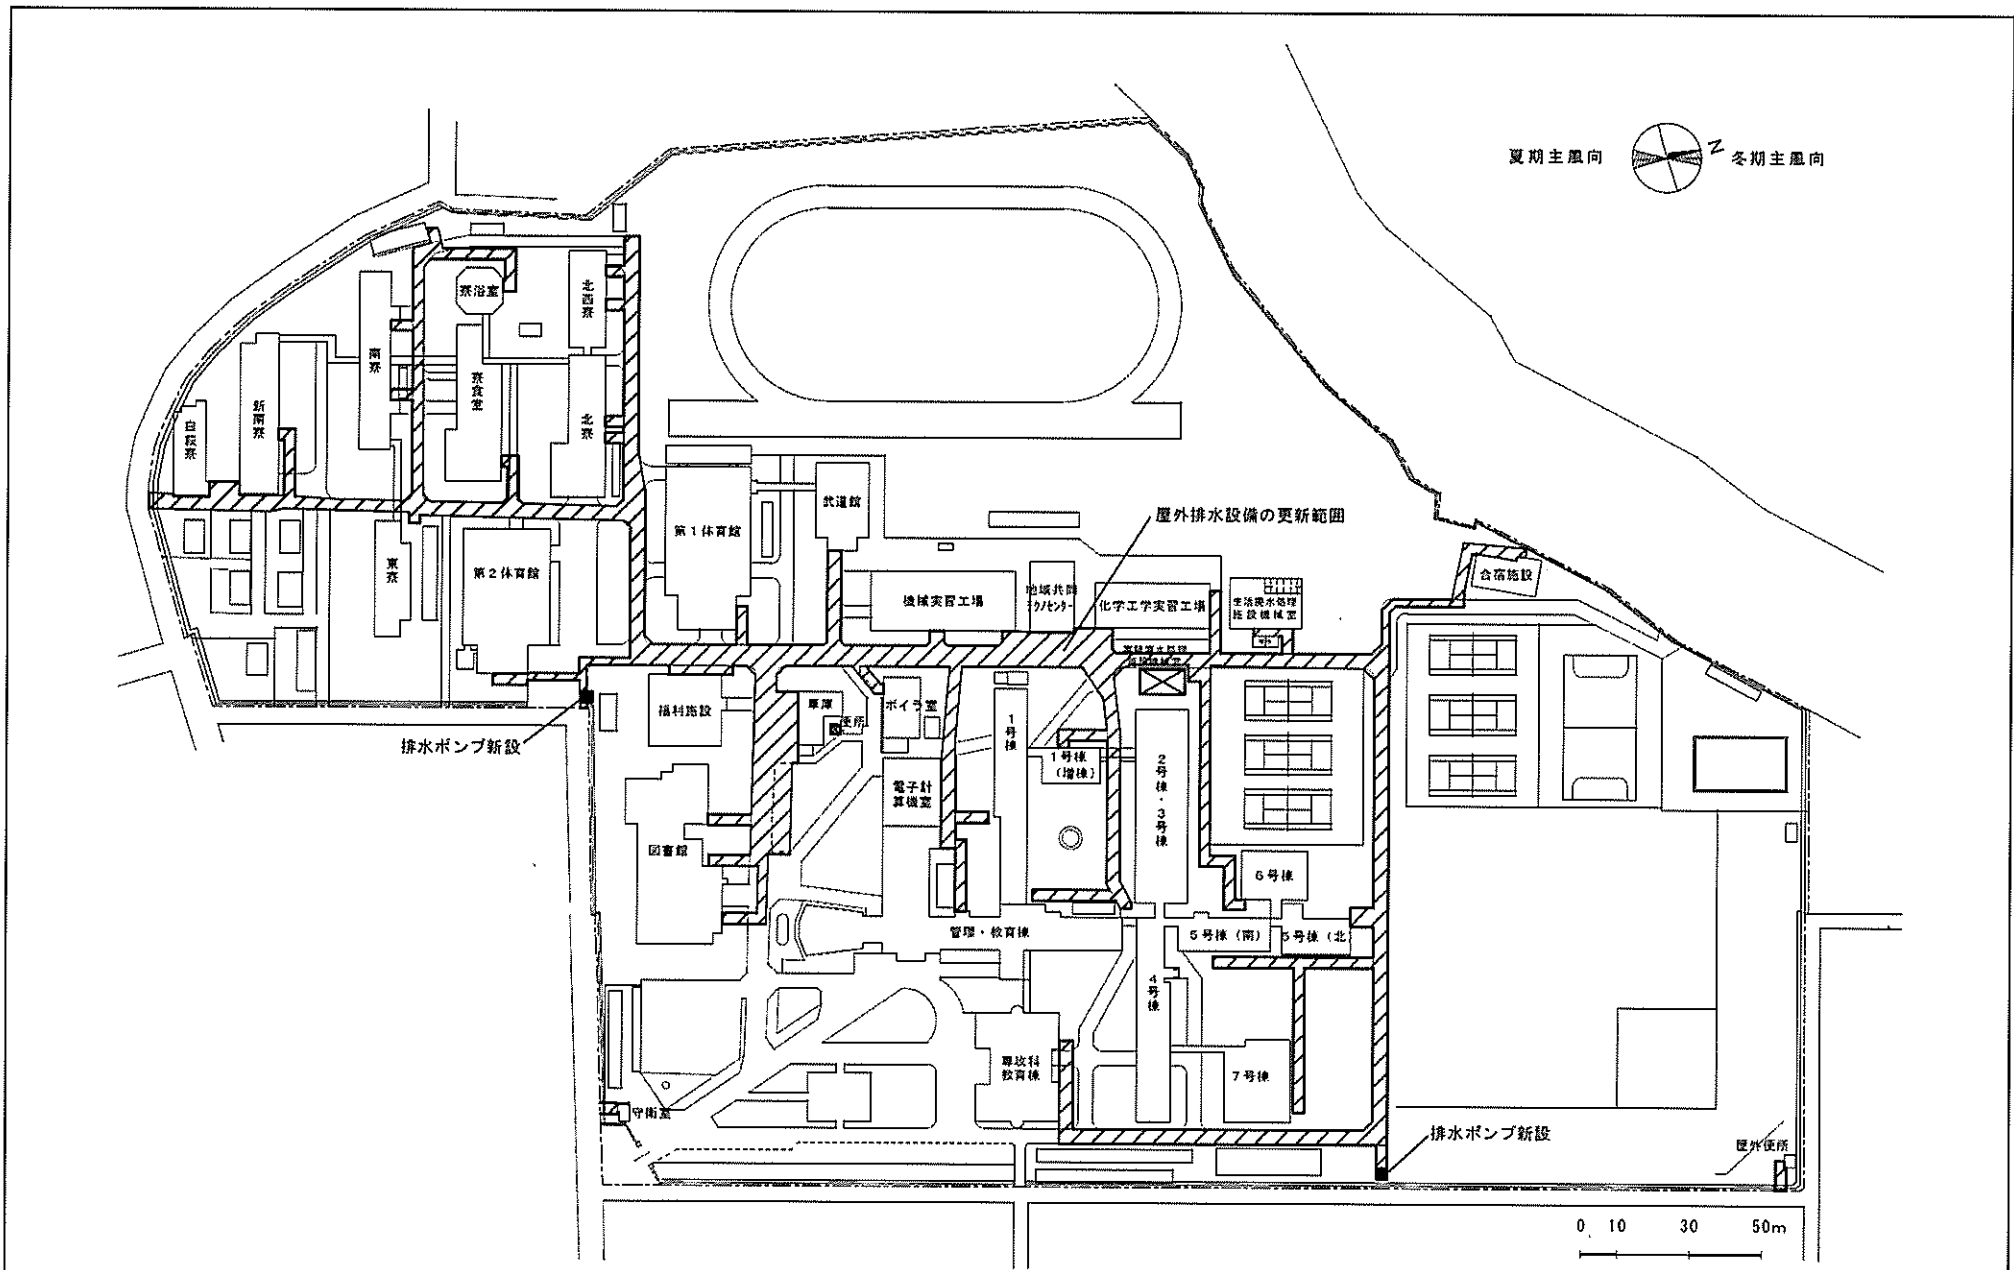 夏期主風向
N
冬期主風向
寮浴室
北西寮
南寮
寮食堂
北寮
新南寮
白萩寮
東寮
第2体育館
第1体育館
武道館
屋外排水設備の更新範囲
機械実習工場
地域共同
テクノセンター
化学工学実習工場
生活排水処理
施設機械室
合宿施設
福利施設
車庫
便所
ボイラ室
1号棟
1号棟
(増棟)
2号棟・3号棟
排水ポンプ新設
電子計
算機室
図書館
6号棟
管理・教育棟
5号棟(南)
5号棟(北)
4号棟
専攻科
教育棟
7号棟
守衛室
排水ポンプ新設
屋外便所
0 10 30 50m